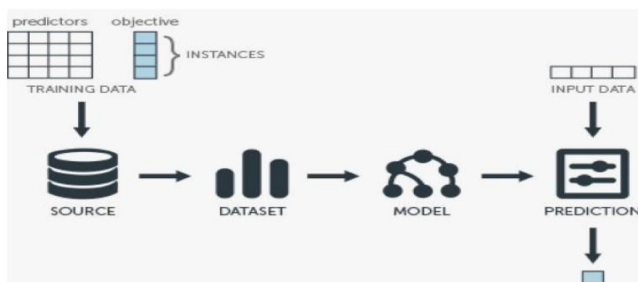 predictors objective
INSTANCES
TRAINING DATA
INPUT DATA
SOURCE
DATASET
MODEL
PREDICTION